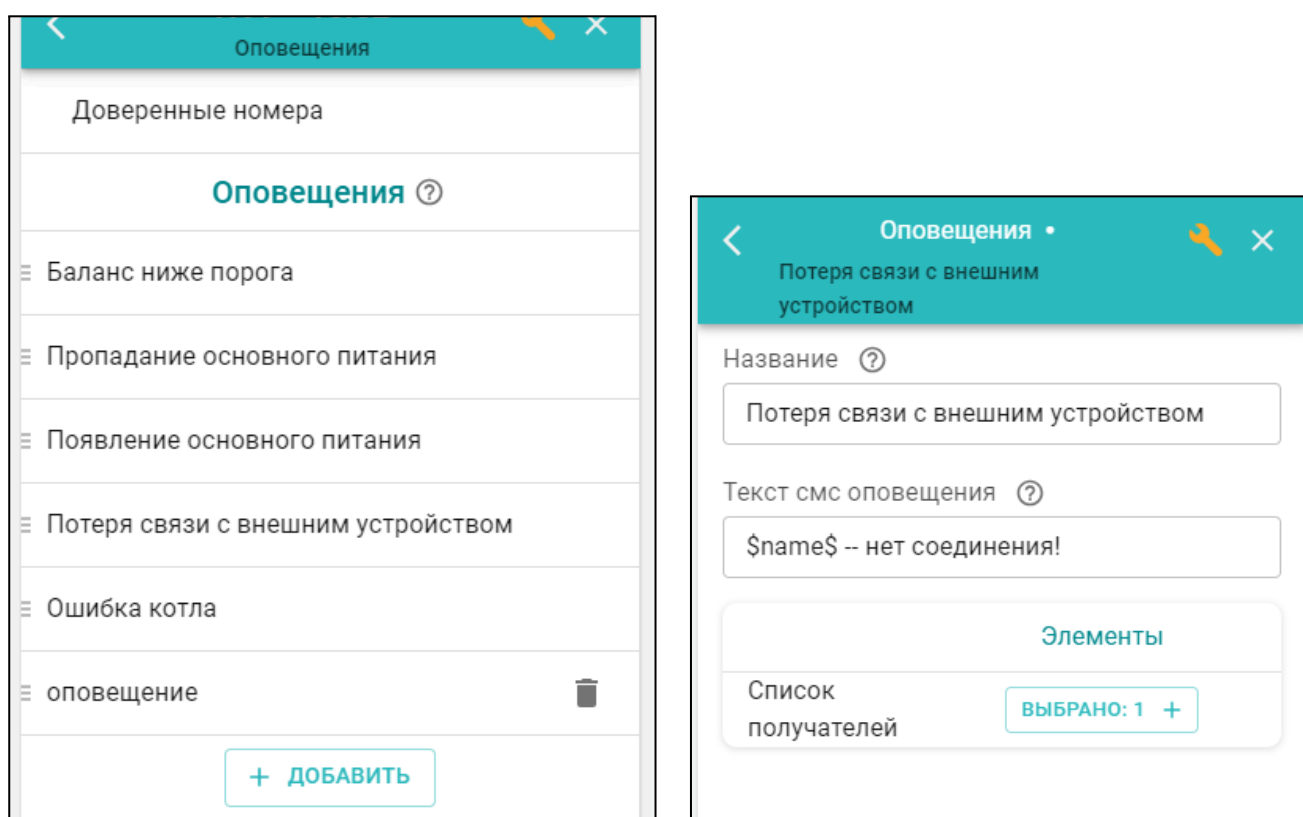 Оповещения
Доверенные номера
Оповещения
Баланс ниже порога
Пропадание основного питания
Появление основного питания
Потеря связи с внешним устройством
Ошибка котла
оповещение
+ ДОБАВИТЬ
Оповещения •
Потеря связи с внешним
устройством
Название
Потеря связи с внешним устройством
Текст смс оповещения
$name$ -- нет соединения!
Элементы
Список
получателей
ВЫБРАНО: 1 +